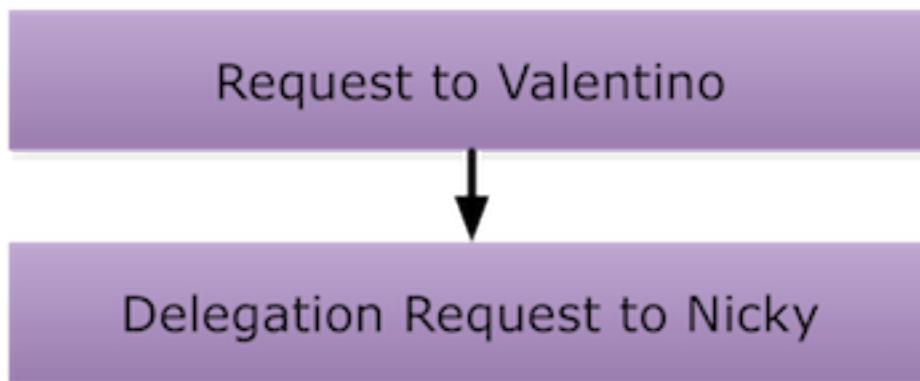 Request to Valentino
Delegation Request to Nicky